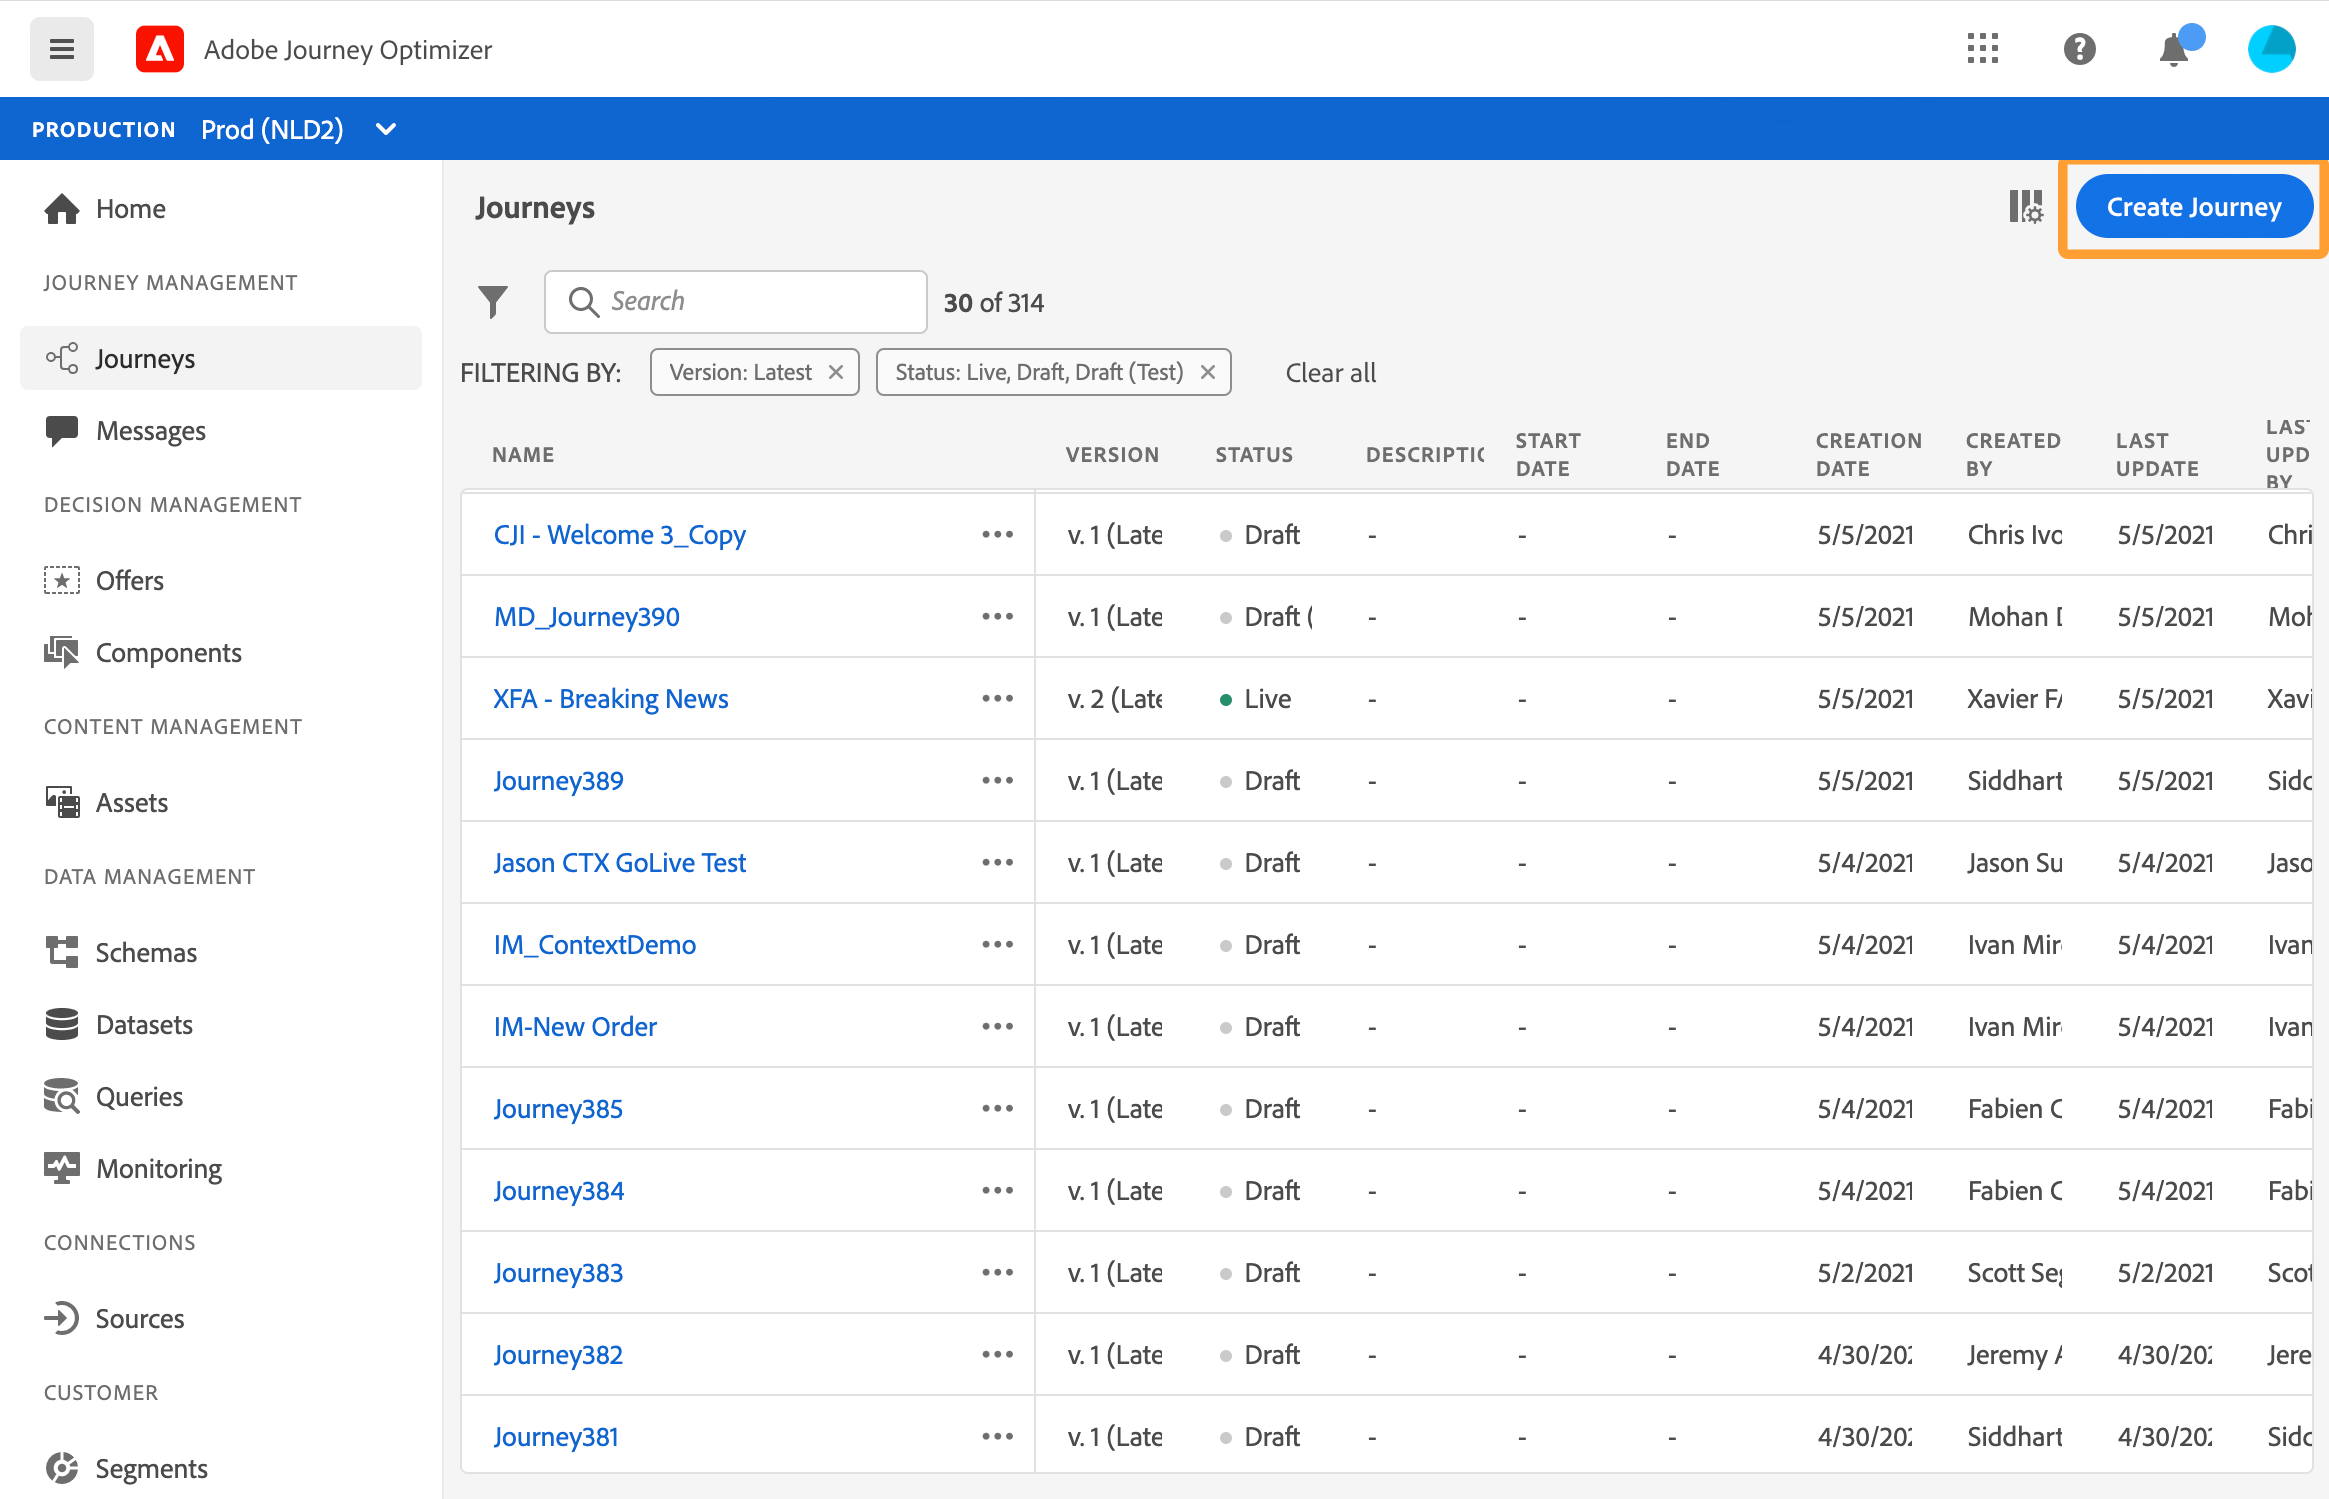 Adobe Journey Optimizer
PRODUCTION Prod (NLD2)
Home
JOURNEY MANAGEMENT
Journeys
Messages
DECISION MANAGEMENT
Offers
Components
CONTENT MANAGEMENT
Assets
DATA MANAGEMENT
Schemas
Datasets
Queries
Monitoring
CONNECTIONS
Sources
CUSTOMER
Segments
Journeys
Create Journey
Search
30 of 314
FILTERING BY: Version: Latest Status: Live, Draft, Draft (Test) Clear all
NAME VERSION STATUS DESCRIPTIO START DATE END DATE CREATION DATE CREATED BY LAST UPDATE LAST UPD BY
CJI - Welcome 3_Copy v. 1 (Late Draft - - - 5/5/2021 Chris Ivo 5/5/2021 Chri
MD_Journey390 v. 1 (Late Draft ( - - - 5/5/2021 Mohan D 5/5/2021 Moh
XFA - Breaking News v. 2 (Late Live - - - 5/5/2021 Xavier FA 5/5/2021 Xavi
Journey389 v. 1 (Late Draft - - - 5/5/2021 Siddhart 5/5/2021 Sidd
Jason CTX GoLive Test v. 1 (Late Draft - - - 5/4/2021 Jason Su 5/4/2021 Jaso
IM_ContextDemo v. 1 (Late Draft - - - 5/4/2021 Ivan Mir 5/4/2021 Ivan
IM-New Order v. 1 (Late Draft - - - 5/4/2021 Ivan Mir 5/4/2021 Ivan
Journey385 v. 1 (Late Draft - - - 5/4/2021 Fabien C 5/4/2021 Fabi
Journey384 v. 1 (Late Draft - - - 5/4/2021 Fabien C 5/4/2021 Fabi
Journey383 v. 1 (Late Draft - - - 5/2/2021 Scott Seg 5/2/2021 Scot
Journey382 v. 1 (Late Draft - - - 4/30/202 Jeremy A 4/30/202 Jere
Journey381 v. 1 (Late Draft - - - 4/30/202 Siddhart 4/30/202 Sidd